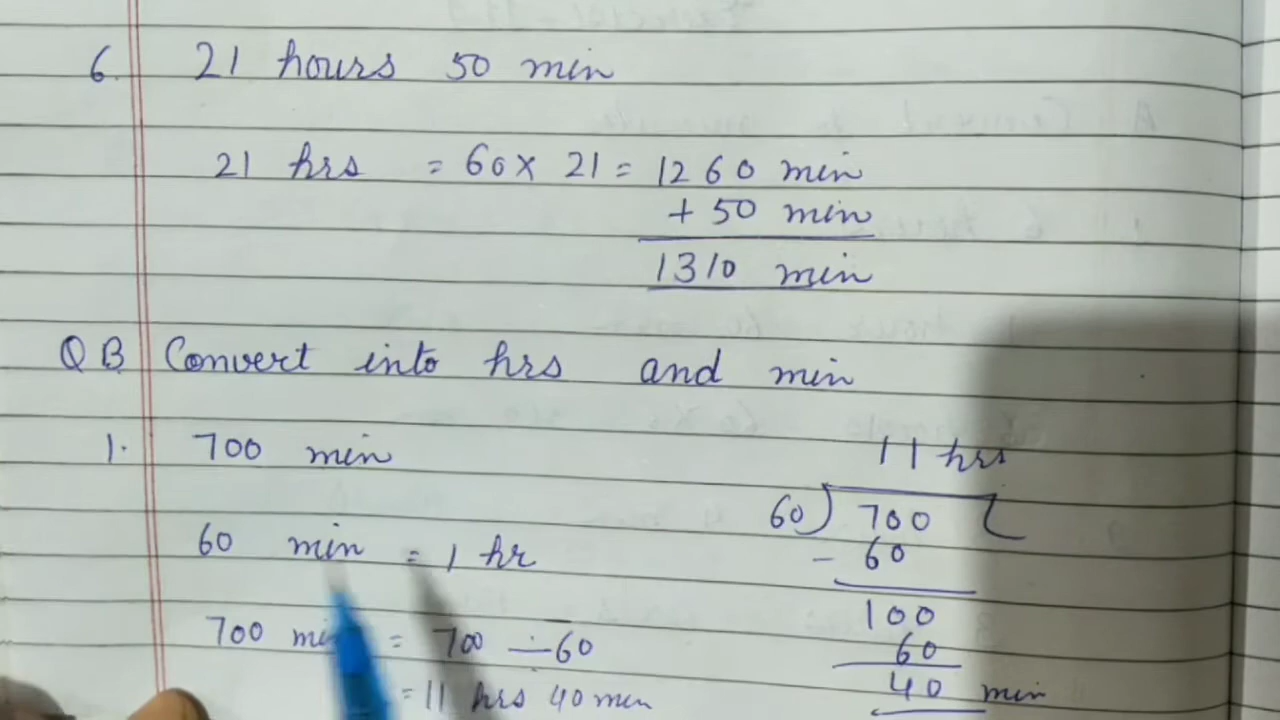 6. 21 hours 50 min
21 hrs = 60 x 21 = 1260 min
+ 50 min
1310 min
QB Convert into hrs and min
1. 700 min
11 hrs
60 ) 700 (
60 min = 1 hr
- 60
100
700 min = 700 ÷ 60
60
= 11 hrs 40 min
40 min